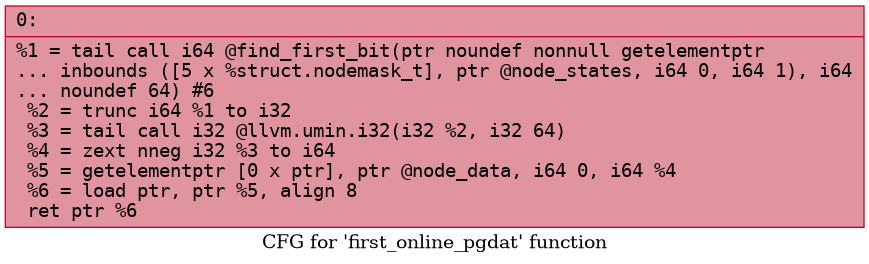 0:
%1 = tail call i64 @find_first_bit(ptr noundef nonnull getelementptr
... inbounds ([5 x %struct.nodemask_t], ptr @node_states, i64 0, i64 1), i64
... noundef 64) #6
%2 = trunc i64 %1 to i32
%3 = tail call i32 @llvm.umin.i32(i32 %2, i32 64)
%4 = zext nneg i32 %3 to i64
%5 = getelementptr [0 x ptr], ptr @node_data, i64 0, i64 %4
%6 = load ptr, ptr %5, align 8
ret ptr %6
CFG for 'first_online_pgdat' function